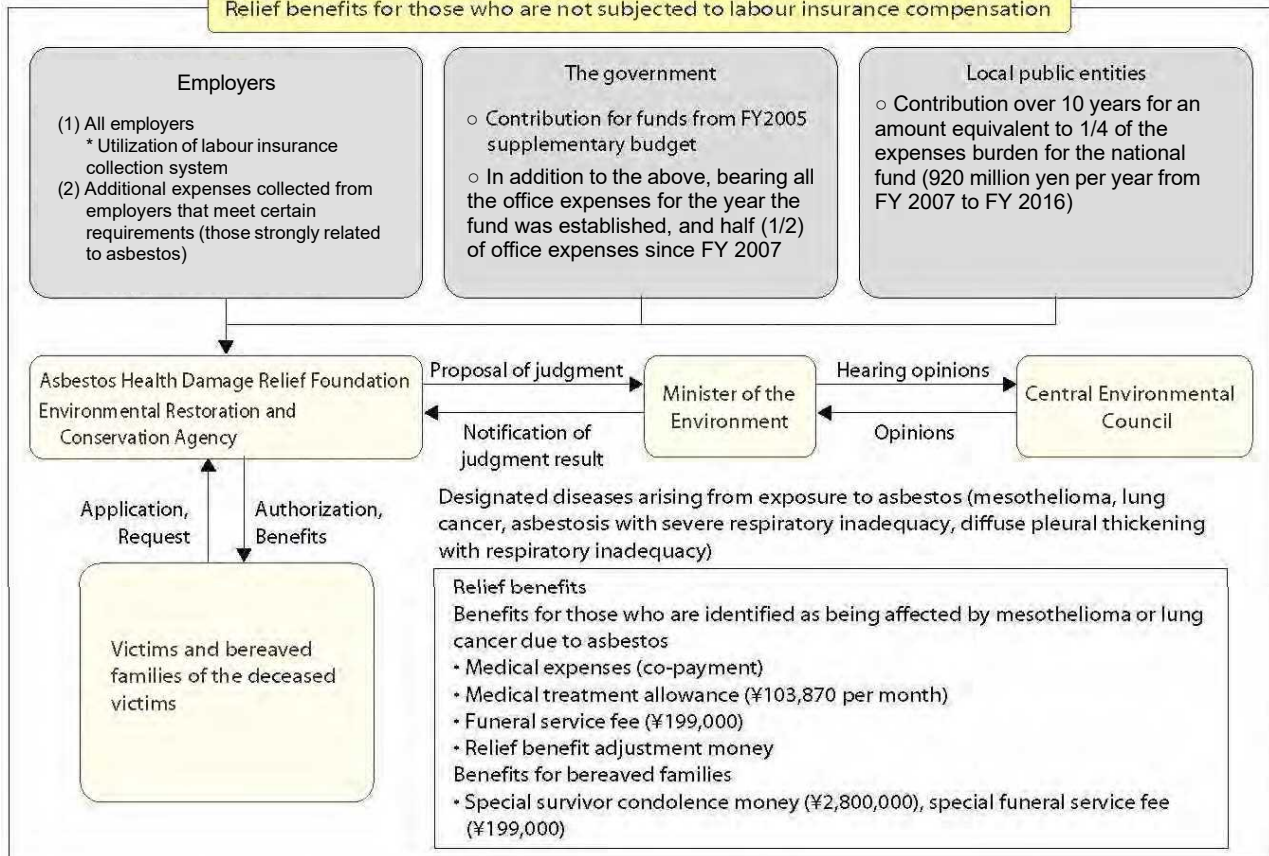 Relief benefits for those who are not subjected to labour insurance compensation
Employers
(1) All employers
* Utilization of labour insurance
collection system
(2) Additional expenses collected from
employers that meet certain
requirements (those strongly related
to asbestos)
The government
○ Contribution for funds from FY2005
supplementary budget
○ In addition to the above, bearing all
the office expenses for the year the
fund was established, and half (1/2)
of office expenses since FY 2007
Local public entities
○ Contribution over 10 years for an
amount equivalent to 1/4 of the
expenses burden for the national
fund (920 million yen per year from
FY 2007 to FY 2016)
Asbestos Health Damage Relief Foundation
Environmental Restoration and
Conservation Agency
Proposal of judgment
Notification of
judgment result
Minister of the
Environment
Hearing opinions
Opinions
Central Environmental
Council
Application,
Request
Authorization,
Benefits
Victims and bereaved
families of the deceased
victims
Designated diseases arising from exposure to asbestos (mesothelioma, lung
cancer, asbestosis with severe respiratory inadequacy, diffuse pleural thickening
with respiratory inadequacy)
Relief benefits
Benefits for those who are identified as being affected by mesothelioma or lung
cancer due to asbestos
・Medical expenses (co-payment)
・Medical treatment allowance (¥103,870 per month)
・Funeral service fee (¥199,000)
・Relief benefit adjustment money
Benefits for bereaved families
・Special survivor condolence money (¥2,800,000), special funeral service fee
(¥199,000)